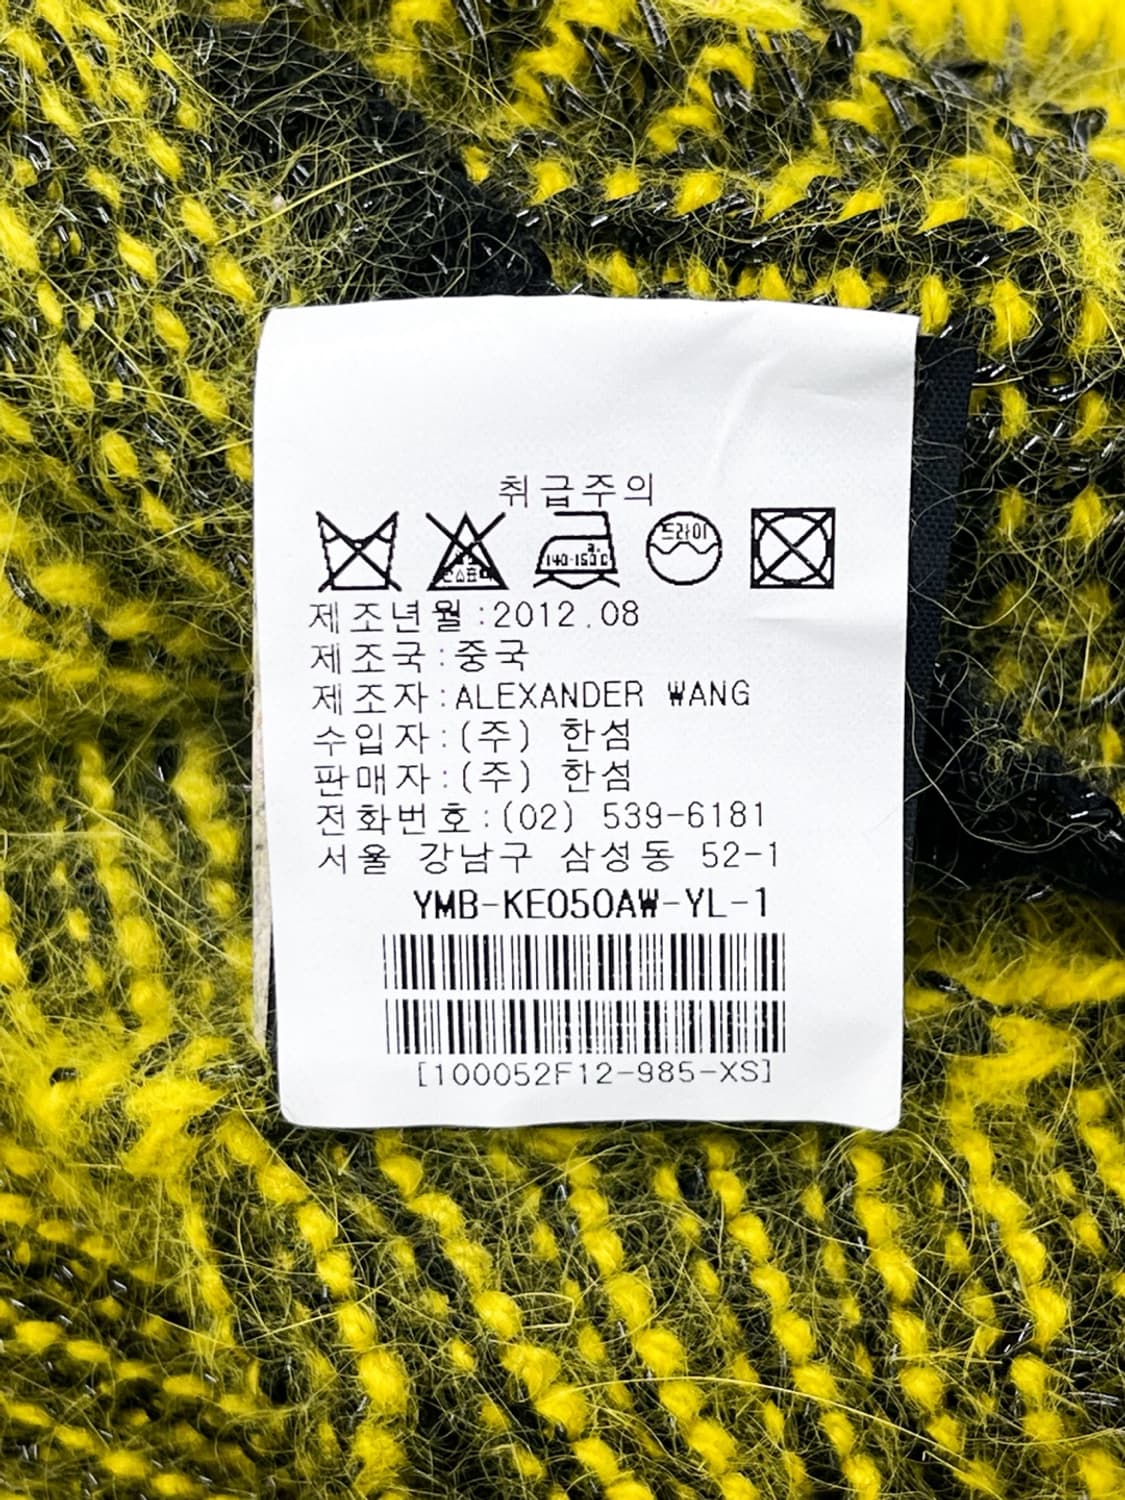 취급주의
140-160℃
드라이
제조년월:2012.08
제조국:중국
제조자:ALEXANDER WANG
수입자:(주) 한섬
판매자:(주) 한섬
전화번호:(02) 539-6181
서울 강남구 삼성동 52-1
YMB-KE050AW-YL-1
[100052F12-985-XS]